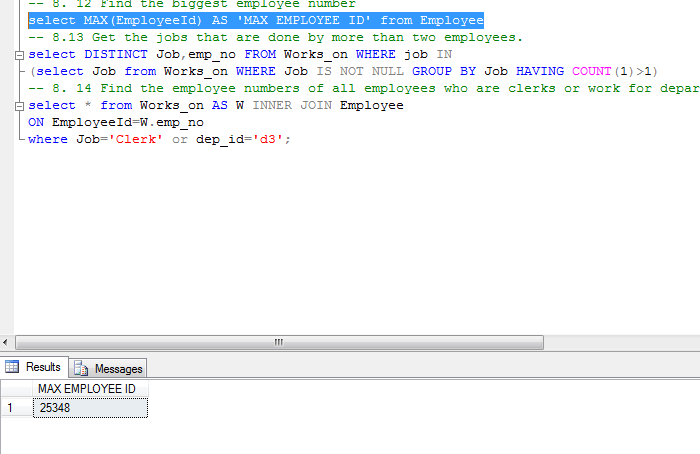 -- 8. 12 Find the biggest employee number
select MAX(EmployeeId) AS 'MAX EMPLOYEE ID' from Employee
-- 8.13 Get the jobs that are done by more than two employees.
select DISTINCT Job,emp_no FROM Works_on WHERE job IN
(select Job from Works_on WHERE Job IS NOT NULL GROUP BY Job HAVING COUNT(1)>1)
-- 8. 14 Find the employee numbers of all employees who are clerks or work for depar
select * from Works_on AS W INNER JOIN Employee
ON EmployeeId=W.emp_no
where Job='Clerk' or dep_id='d3';
Results Messages
MAX EMPLOYEE ID
1 25348